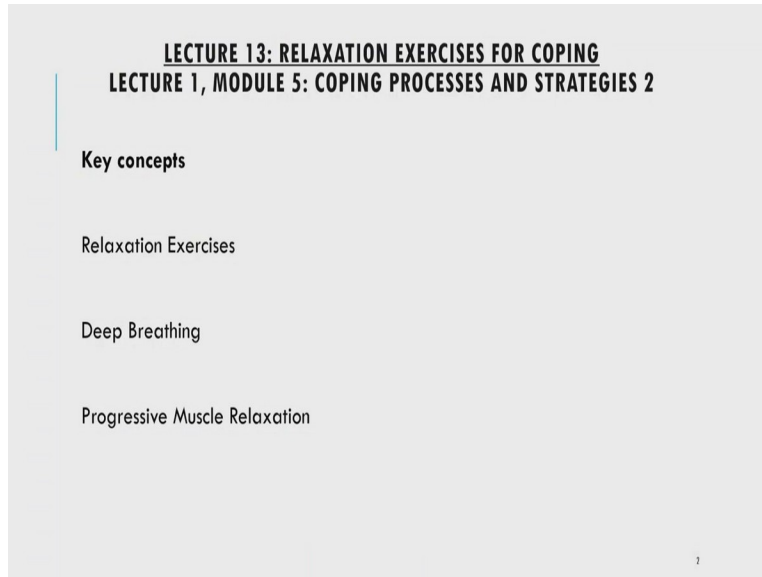 LECTURE 13: RELAXATION EXERCISES FOR COPING
LECTURE 1, MODULE 5: COPING PROCESSES AND STRATEGIES 2
Key concepts
Relaxation Exercises
Deep Breathing
Progressive Muscle Relaxation
2